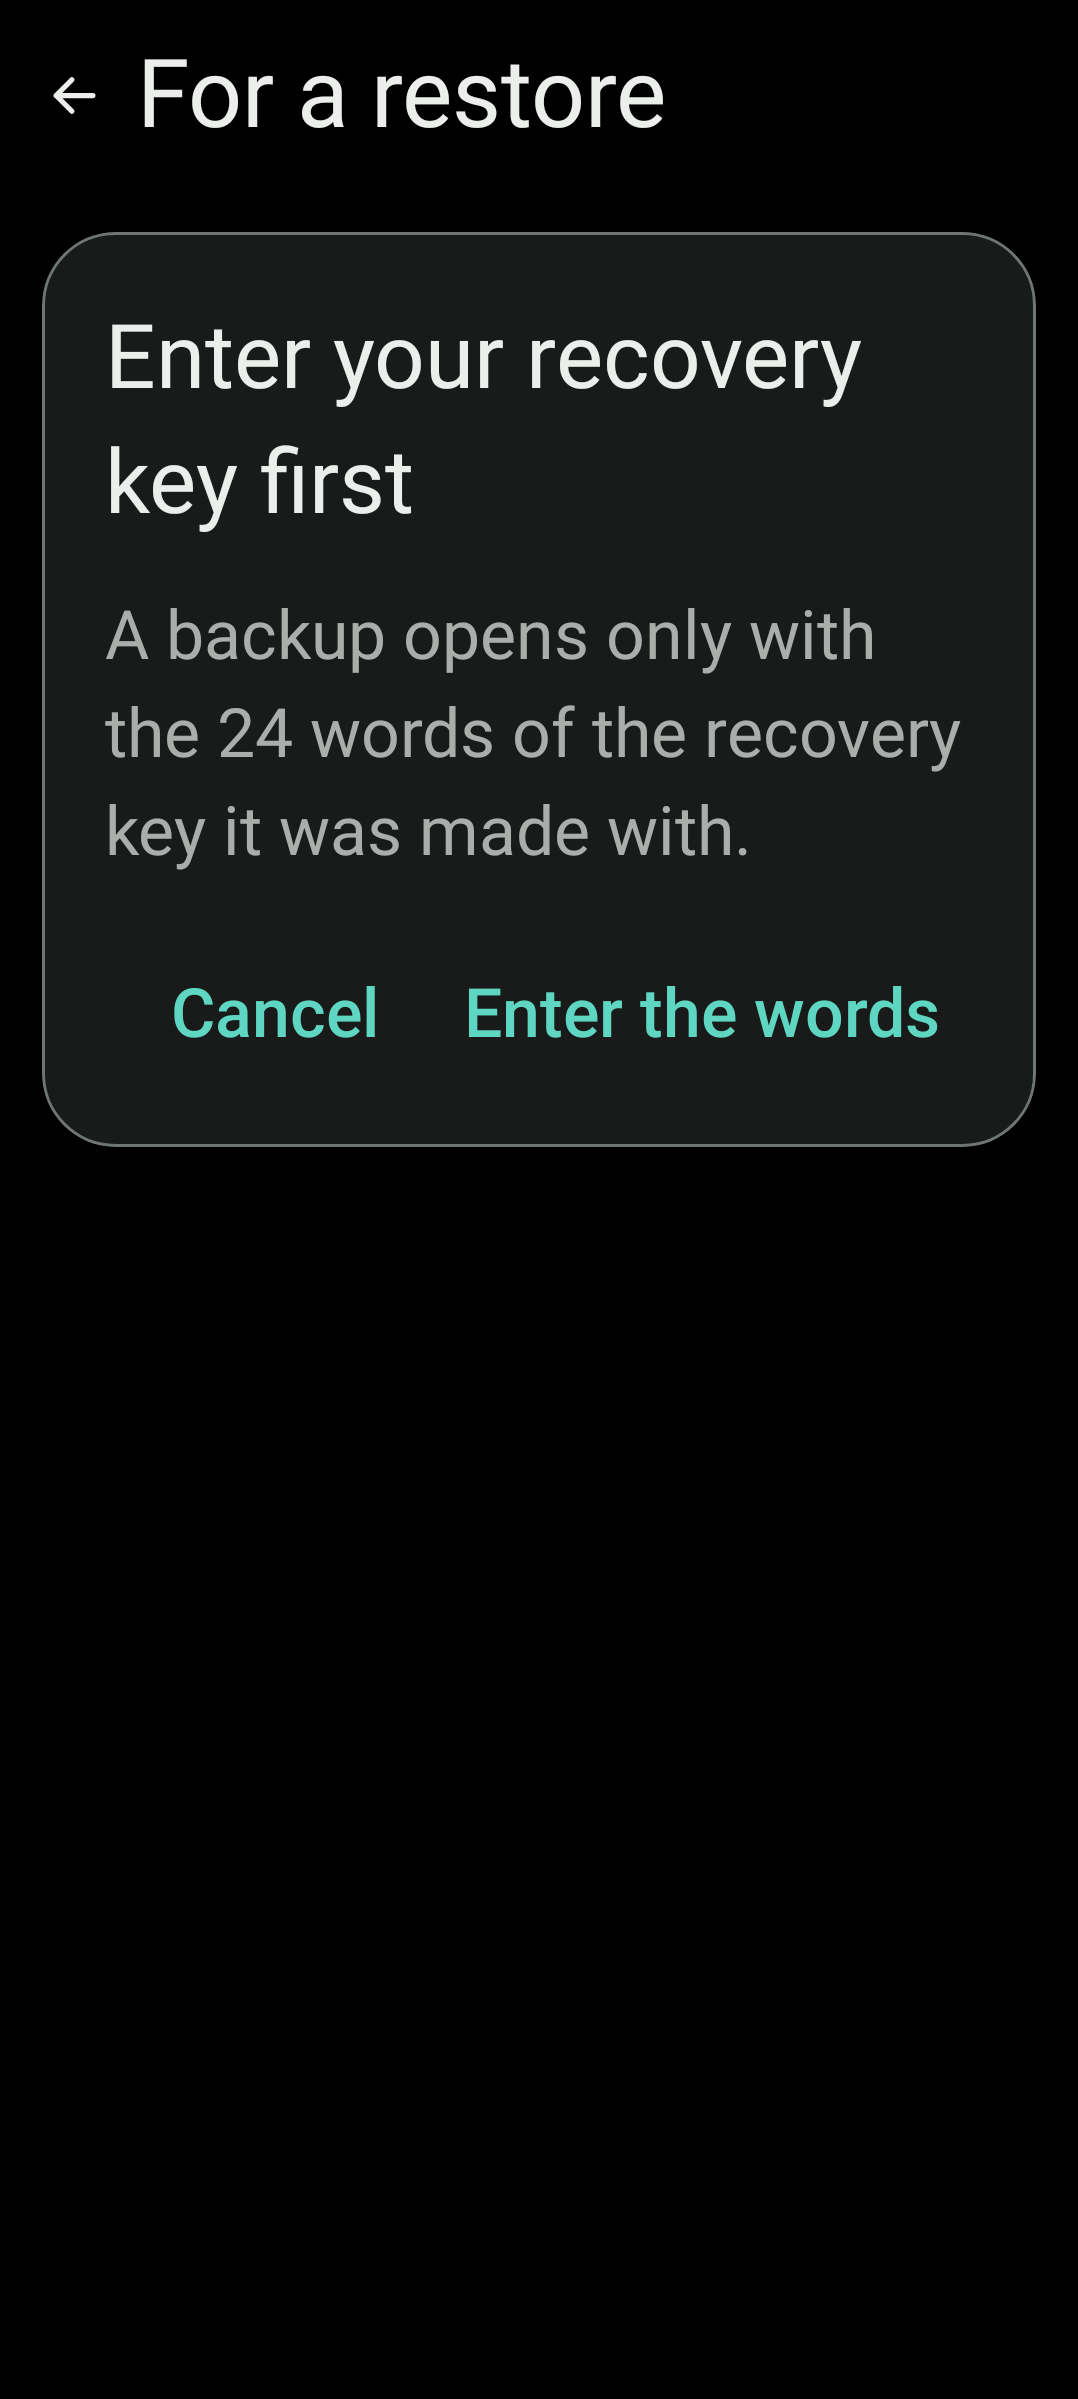 For a restore
Enter your recovery
key first
A backup opens only with
the 24 words of the recovery
key it was made with.
Cancel Enter the words